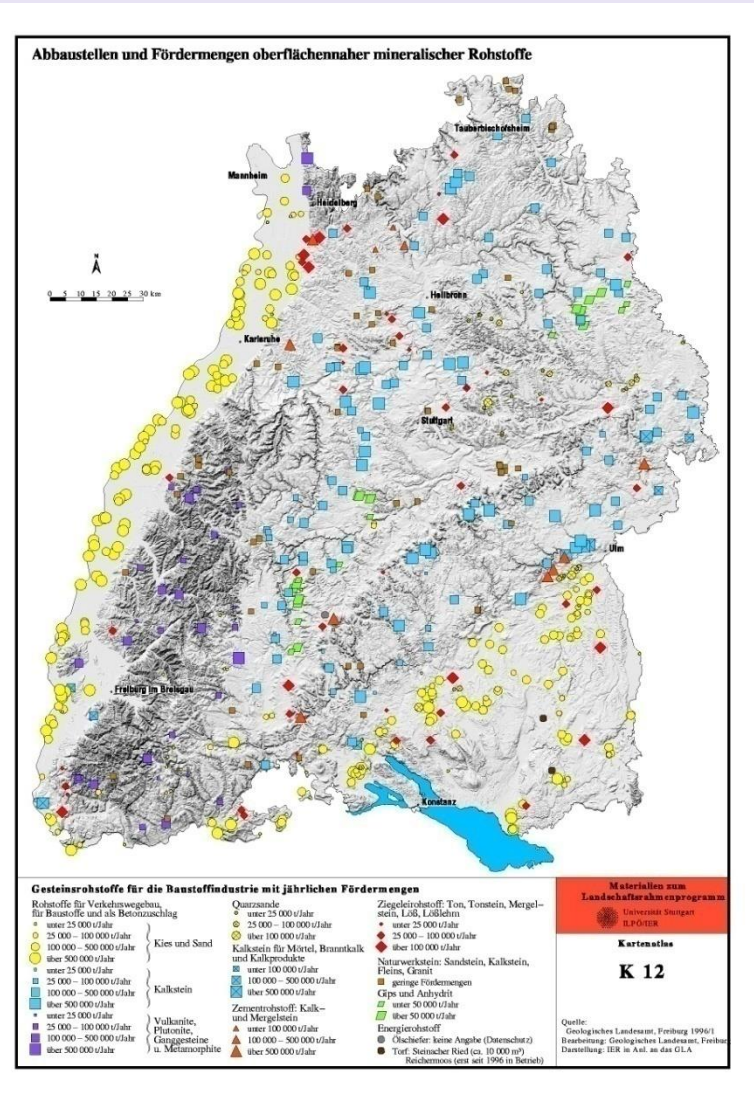 Abbaustellen und Fördermengen oberflächennaher mineralischer Rohstoffe
Tauberbischofsheim
Mannheim
Heidelberg
N
0 5 10 15 20 25 30 km
Heilbronn
Karlsruhe
Stuttgart
Ulm
Freiburg im Breisgau
Konstanz
Gesteinsrohstoffe für die Baustoffindustrie mit jährlichen Fördermengen
Rohstoffe für Verkehrswegebau,
für Baustoffe und als Betonzuschlag
unter 25 000 t/Jahr
25 000 – 100 000 t/Jahr
100 000 – 500 000 t/Jahr
über 500 000 t/Jahr
Kies und Sand
unter 25 000 t/Jahr
25 000 – 100 000 t/Jahr
100 000 – 500 000 t/Jahr
über 500 000 t/Jahr
Kalkstein
unter 25 000 t/Jahr
25 000 – 100 000 t/Jahr
100 000 – 500 000 t/Jahr
über 500 000 t/Jahr
Vulkanite,
Plutonite,
Ganggesteine
u. Metamorphite
Quarzsande
unter 25 000 t/Jahr
25 000 – 100 000 t/Jahr
über 100 000 t/Jahr
Kalkstein für Mörtel, Branntkalk
und Kalkprodukte
unter 100 000 t/Jahr
100 000 – 500 000 t/Jahr
über 500 000 t/Jahr
Zementrohstoff: Kalk–
und Mergelstein
unter 100 000 t/Jahr
100 000 – 500 000 t/Jahr
über 500 000 t/Jahr
Ziegeleirohstoff: Ton, Tonstein, Mergel–
stein, Löß, Lößlehm
unter 25 000 t/Jahr
25 000 – 100 000 t/Jahr
über 100 000 t/Jahr
Naturwerkstein: Sandstein, Kalkstein,
Fleins, Granit
geringe Fördermengen
Gips und Anhydrit
unter 50 000 t/Jahr
über 50 000 t/Jahr
Energierohstoff
Ölschiefer: keine Angabe (Datenschutz)
Torf: Steinacher Ried (ca. 10 000 m³)
Reichermoos (erst seit 1996 in Betrieb)
Materialien zum
Landschaftsrahmenprogramm
Universität Stuttgart
ILPÖ/IER
Kartenatlas
K 12
Quelle:
Geologisches Landesamt, Freiburg 1996/1
Bearbeitung: Geologisches Landesamt, Freibur
Darstellung: IER in Anl. an das GLA